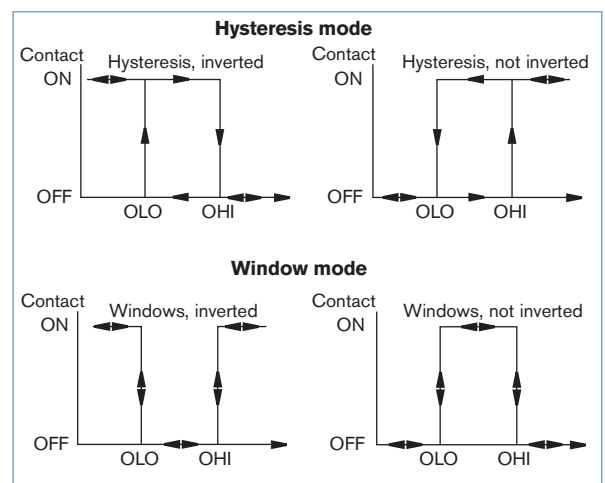 Hysteresis mode
Contact
ON
Hysteresis, inverted
OFF
OLO
OHI
Contact
ON
Hysteresis, not inverted
OFF
OLO
OHI
Window mode
Contact
ON
Windows, inverted
OFF
OLO
OHI
Contact
ON
Windows, not inverted
OFF
OLO
OHI